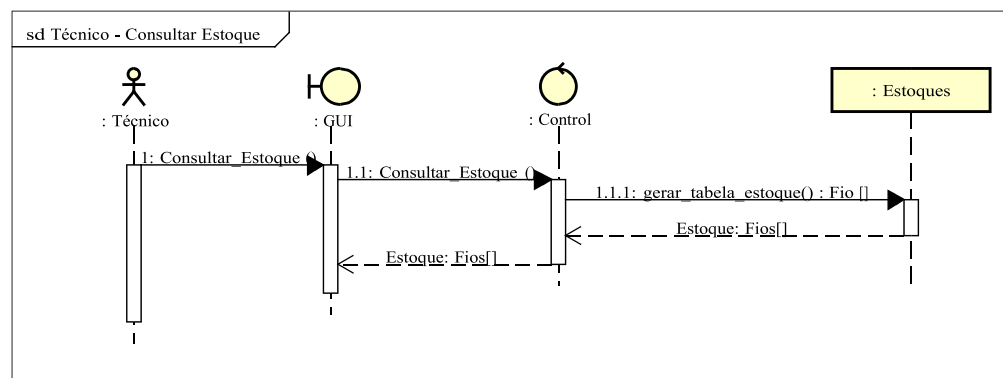 sd Técnico - Consultar Estoque
: Técnico
: GUI
: Control
: Estoques
1: Consultar_Estoque ()
1.1: Consultar_Estoque ()
1.1.1: gerar_tabela_estoque() : Fio []
Estoque: Fios[]
Estoque: Fios[]